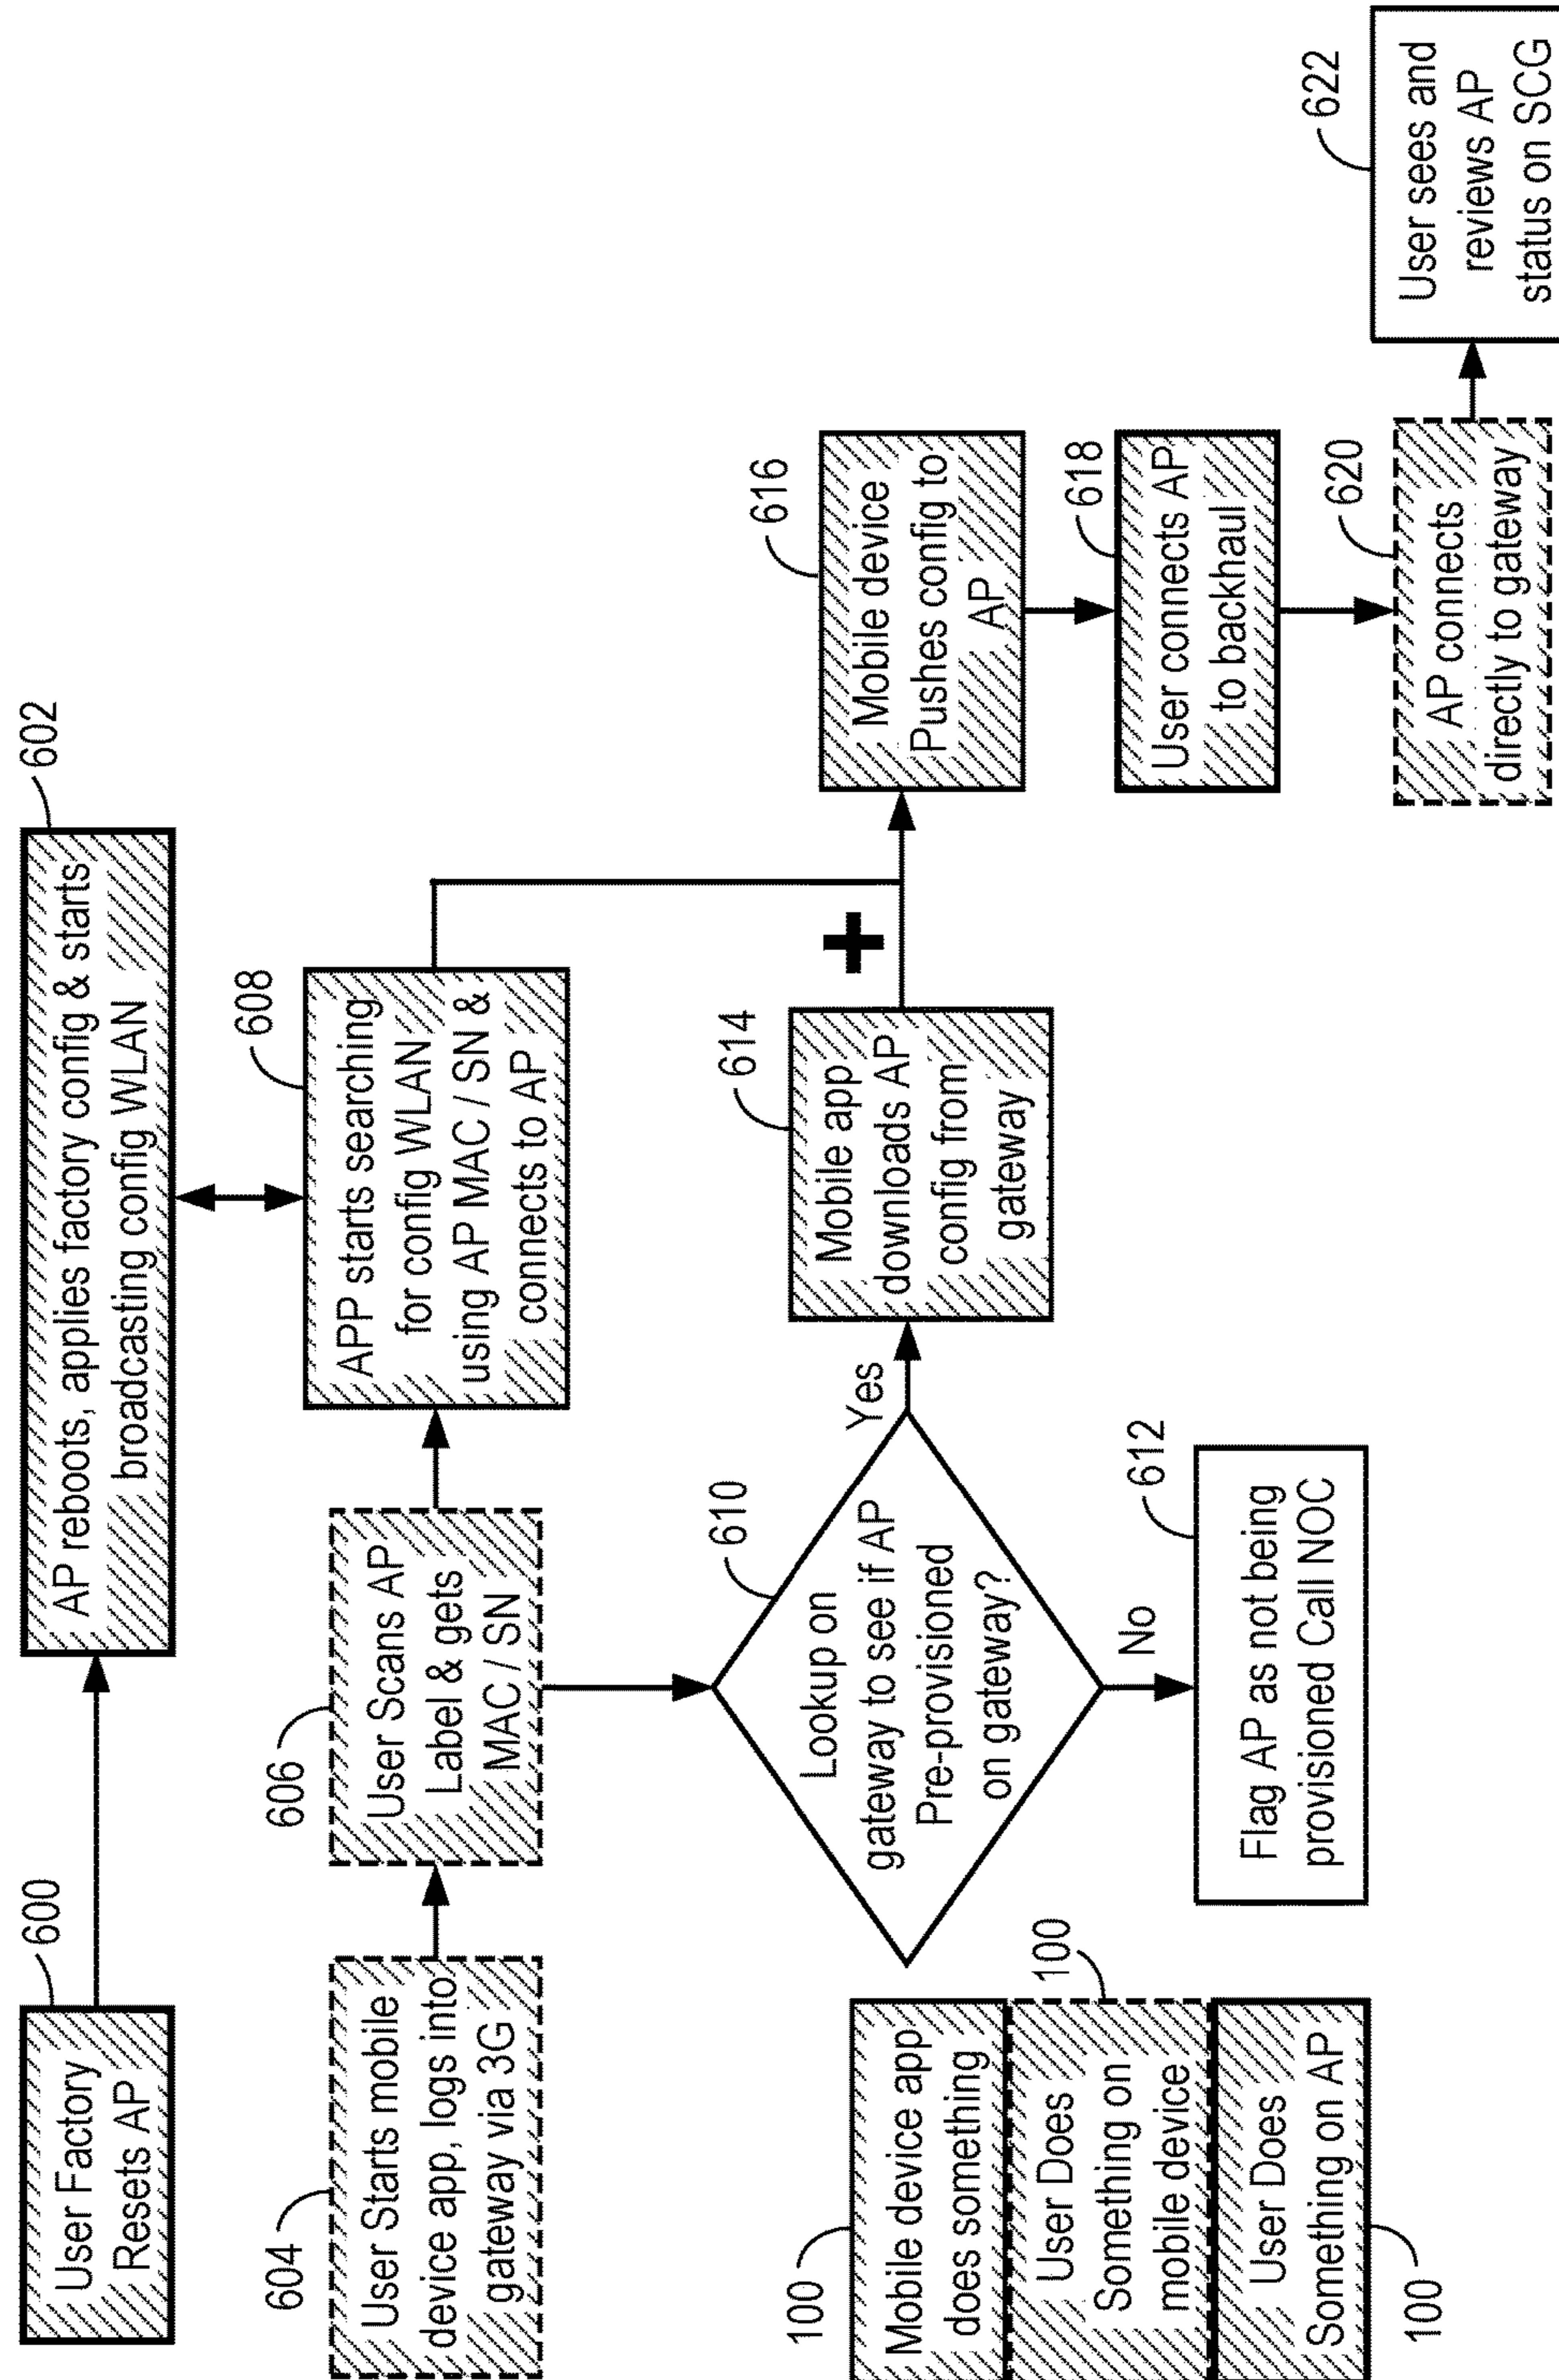 600
User Factory
Resets AP
602
AP reboots, applies factory config & starts
broadcasting config WLAN
604
User Starts mobile
device app, logs into
gateway via 3G
606
User Scans AP
Label & gets
MAC / SN
608
APP starts searching
for config WLAN
using AP MAC / SN &
connects to AP
610
Lookup on
gateway to see if AP
Pre-provisioned
on gateway?
Yes
No
612
Flag AP as not being
provisioned Call NOC
614
Mobile app
downloads AP
config from
gateway
+
616
Mobile device
Pushes config to
AP
618
User connects AP
to backhaul
620
AP connects
directly to gateway
622
User sees and
reviews AP
status on SCG
100
Mobile device app
does something
100
User Does
Something on
mobile device
User Does
Something on AP
100